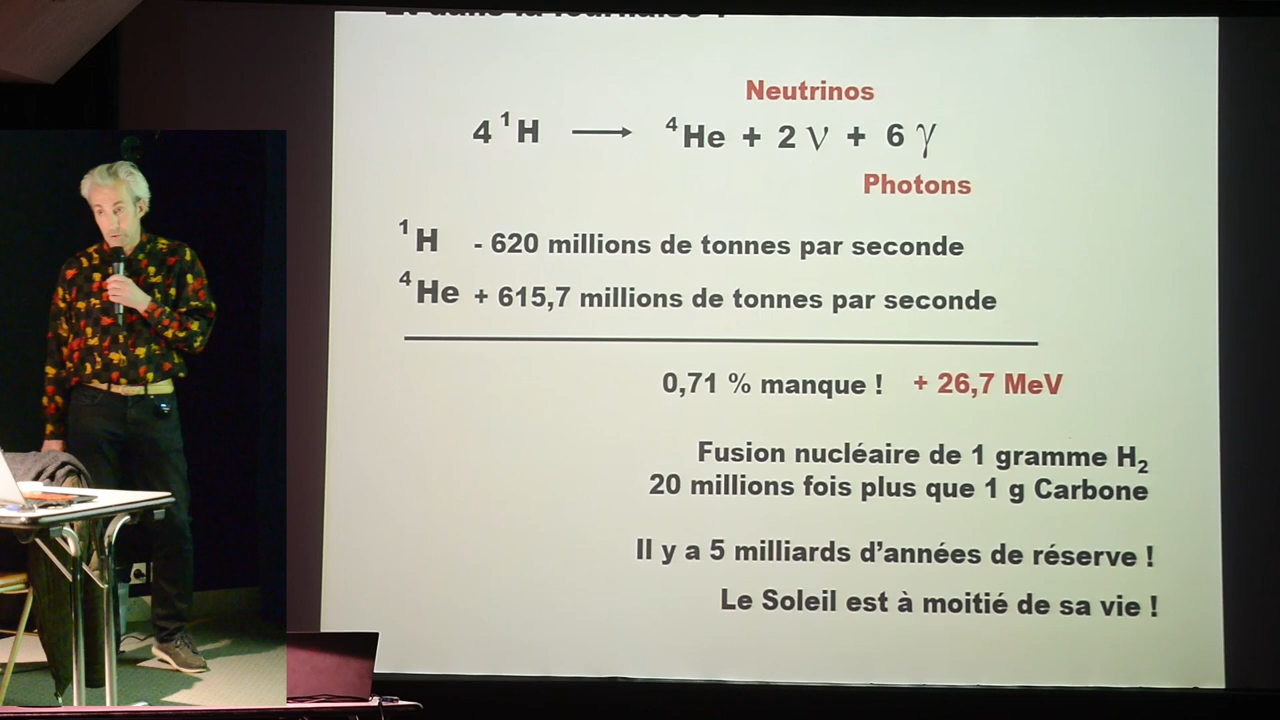 Neutrinos
4 ¹H ⟶ ⁴He + 2 ν + 6 γ
Photons
¹H - 620 millions de tonnes par seconde
⁴He + 615,7 millions de tonnes par seconde
0,71 % manque ! + 26,7 MeV
Fusion nucléaire de 1 gramme H₂
20 millions fois plus que 1 g Carbone
Il y a 5 milliards d’années de réserve !
Le Soleil est à moitié de sa vie !